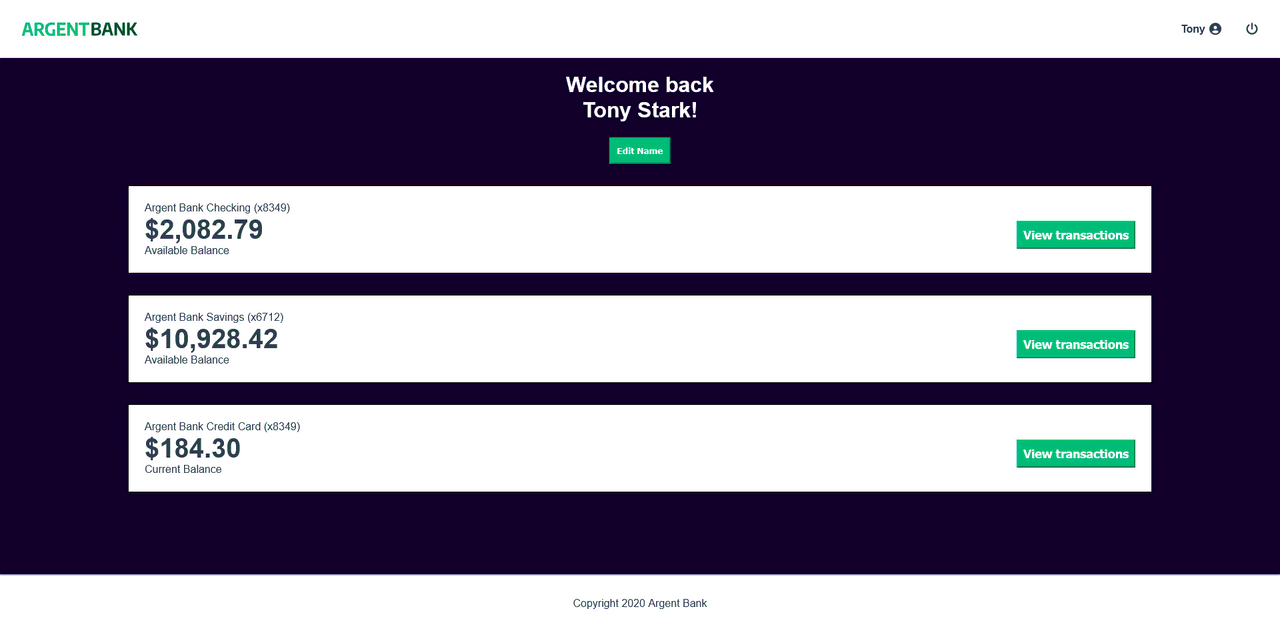 ARGENTBANK
Tony
Welcome back
Tony Stark!
Edit Name
Argent Bank Checking (x8349)
$2,082.79
Available Balance
View transactions
Argent Bank Savings (x6712)
$10,928.42
Available Balance
View transactions
Argent Bank Credit Card (x8349)
$184.30
Current Balance
View transactions
Copyright 2020 Argent Bank